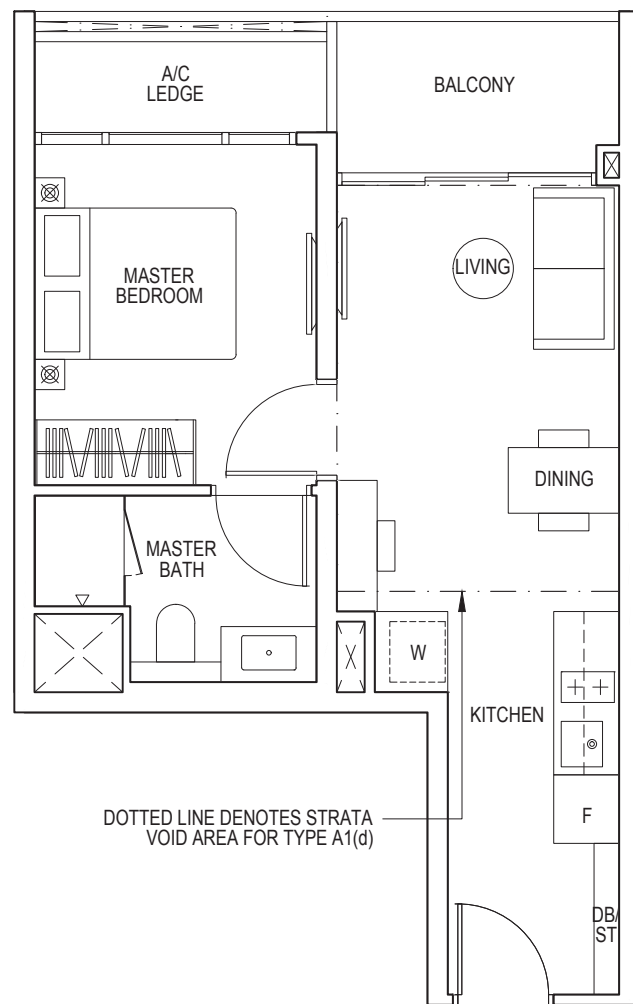 A/C
LEDGE
BALCONY
MASTER
BEDROOM
LIVING
DINING
MASTER
BATH
W
KITCHEN
DOTTED LINE DENOTES STRATA
VOID AREA FOR TYPE A1(d)
F
DB/
ST